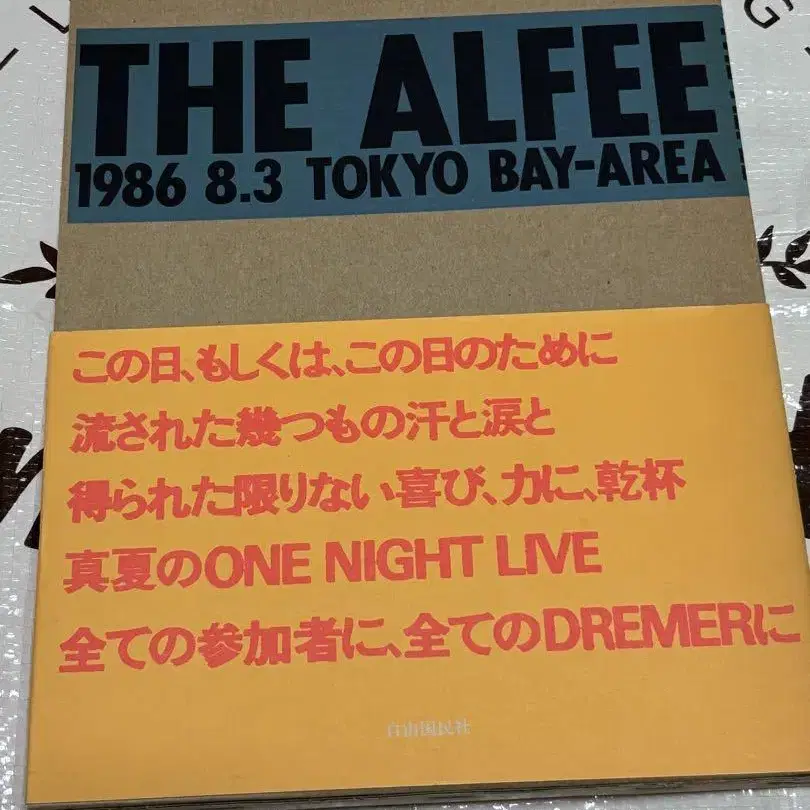 THE ALFEE
1986 8.3 TOKYO BAY-AREA
この日、もしくは、この日のために
流された幾つもの汗と涙と
得られた限りない喜び、力に、乾杯
真夏のONE NIGHT LIVE
全ての参加者に、全てのDREMERに
自由国民社